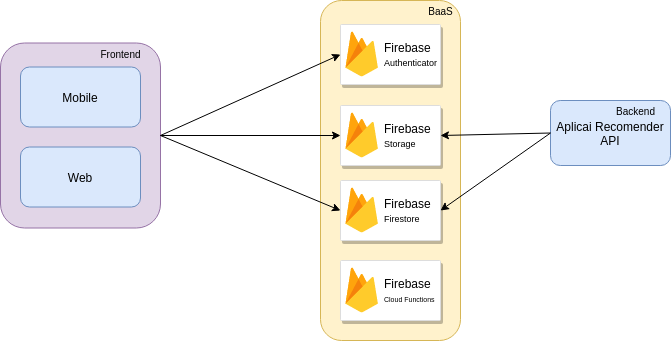 Frontend
Mobile
Web
BaaS
Firebase
Authenticator
Firebase
Storage
Firebase
Firestore
Firebase
Cloud Functions
Backend
Aplicai Recomender
API